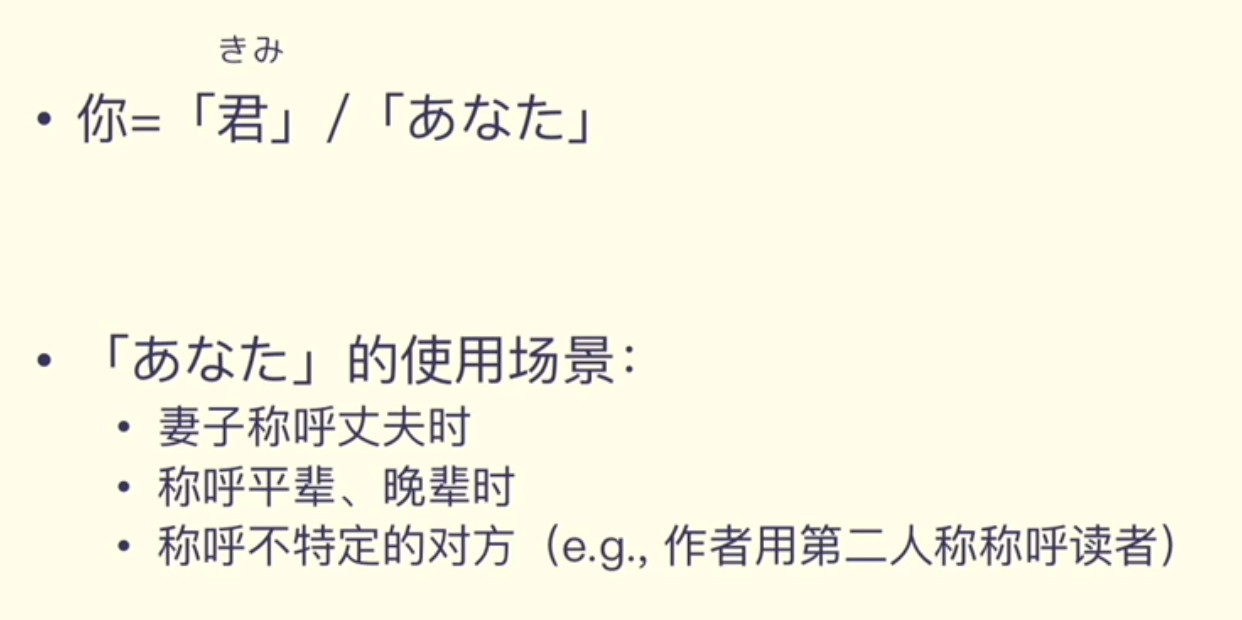 きみ
• 你=「君」/「あなた」
• 「あなた」的使用场景：
• 妻子称呼丈夫时
• 称呼平辈、晚辈时
• 称呼不特定的对方（e.g., 作者用第二人称称呼读者）